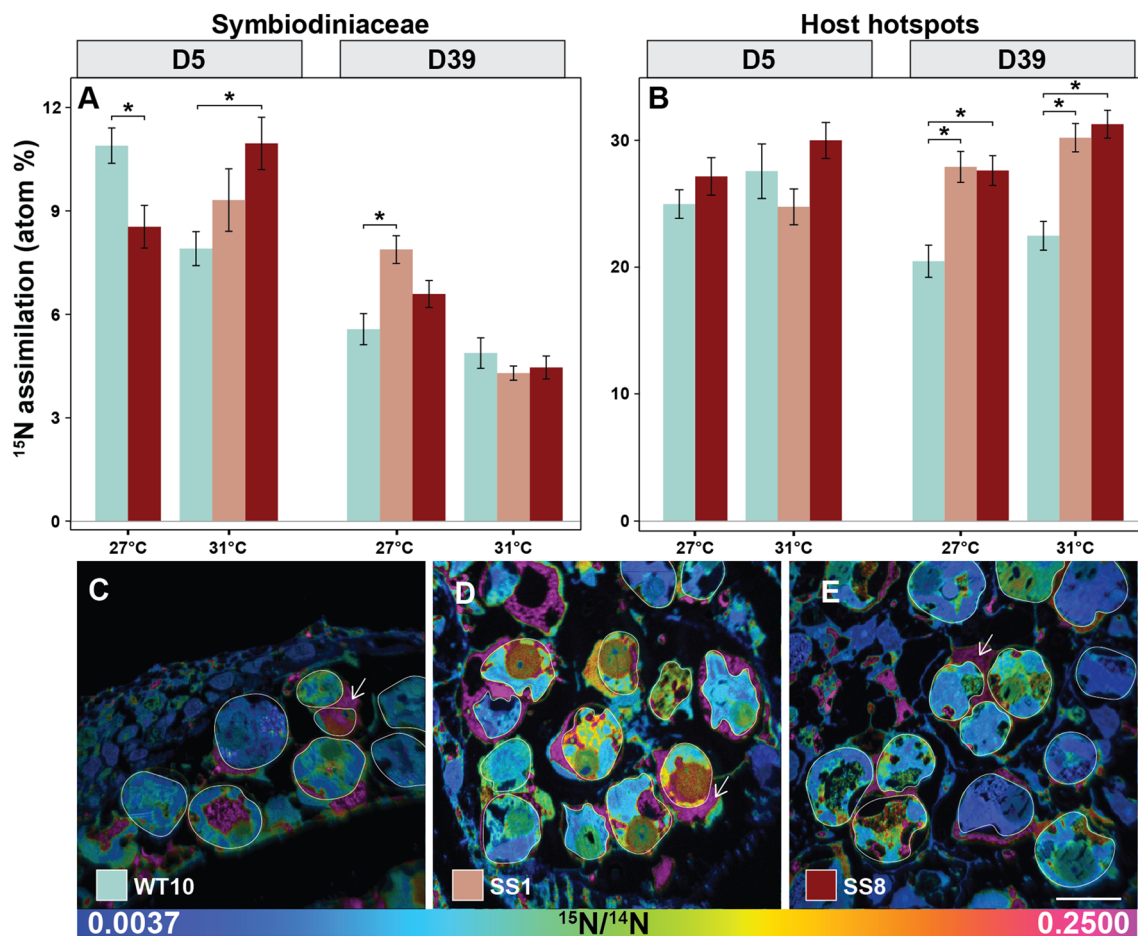 Symbiodiniaceae Host hotspots
D5 D39 D5 D39
A B
¹⁵N assimilation (atom %)
12
9
6
3
0
* * *
30
20
10
0
* * * *
27°C 31°C 27°C 31°C 27°C 31°C 27°C 31°C
C D E
WT10 SS1 SS8
0.0037 ¹⁵N/¹⁴N 0.2500